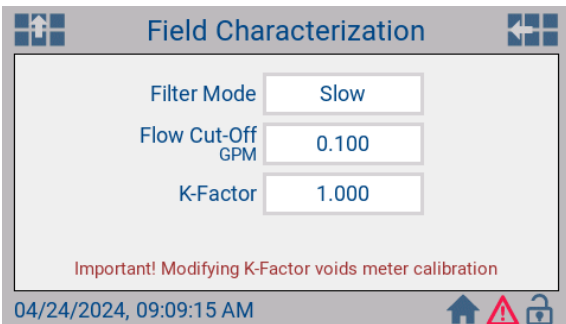 Field Characterization
Filter Mode Slow
Flow Cut-Off 0.100
GPM
K-Factor 1.000
Important! Modifying K-Factor voids meter calibration
04/24/2024, 09:09:15 AM